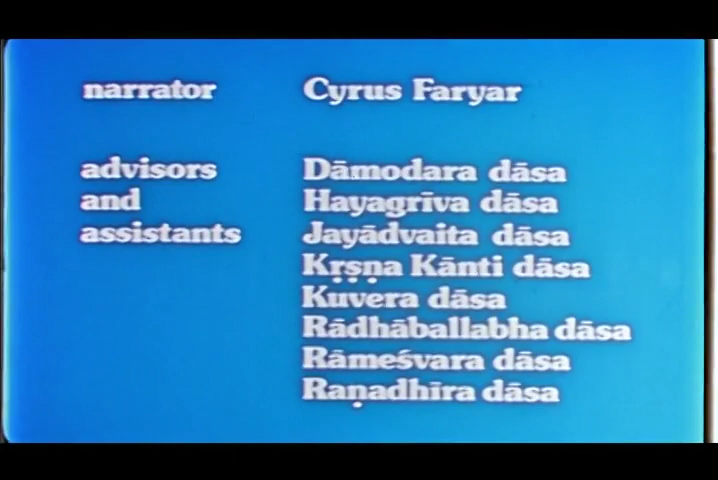 narrator Cyrus Faryar
advisors Dāmodara dāsa
and Hayagrīva dāsa
assistants Jayādvaita dāsa
Kṛṣṇa Kānti dāsa
Kuvera dāsa
Rādhāballabha dāsa
Rāmeśvara dāsa
Raṇadhīra dāsa